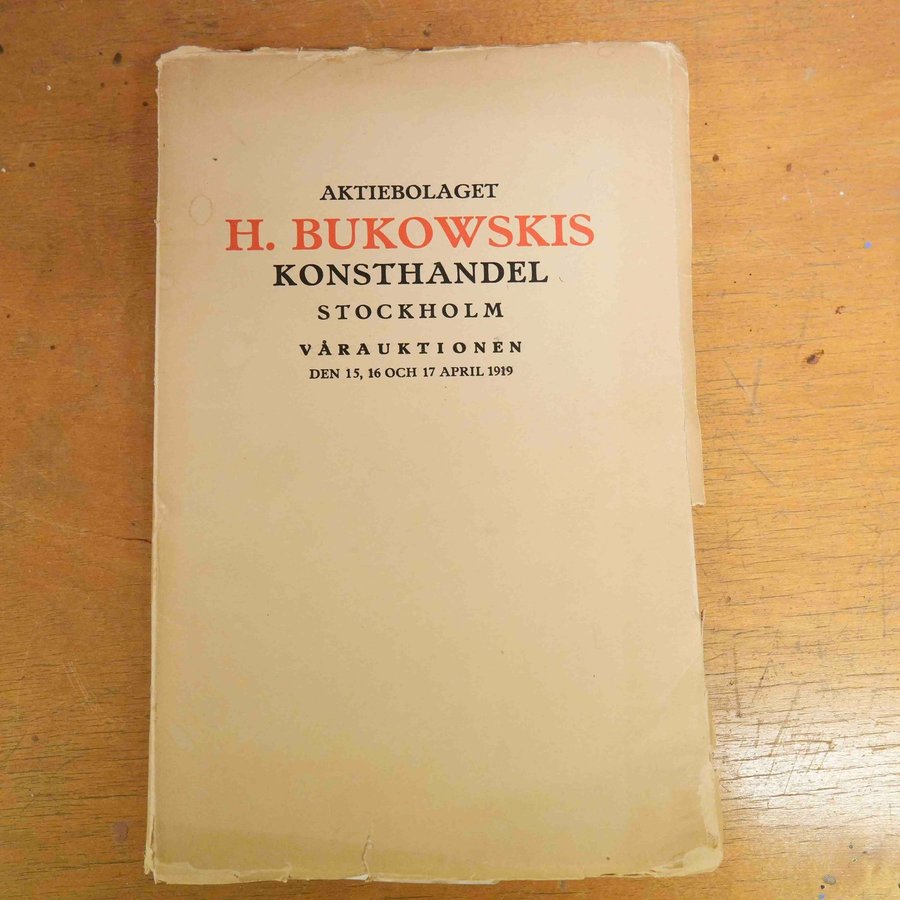 AKTIEBOLAGET
H. BUKOWSKIS
KONSTHANDEL
STOCKHOLM
VÅRAUKTIONEN
DEN 15, 16 OCH 17 APRIL 1919